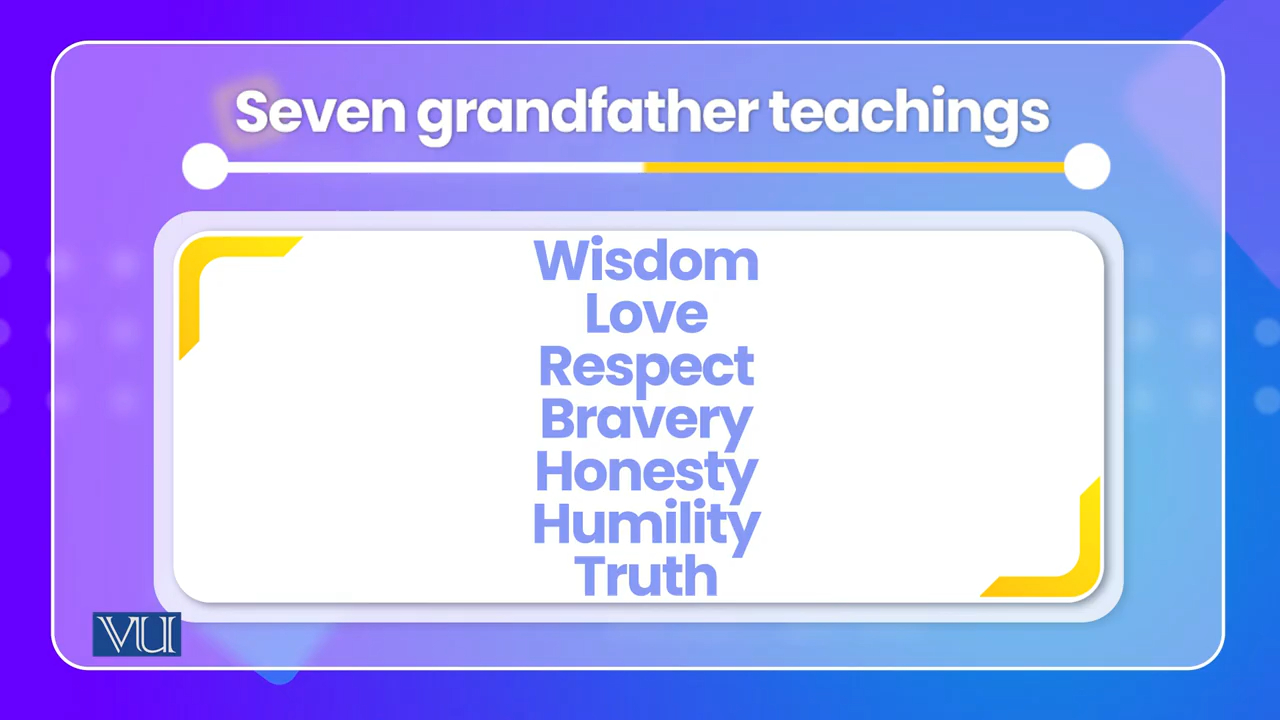 Seven grandfather teachings
Wisdom
Love
Respect
Bravery
Honesty
Humility
Truth
VU